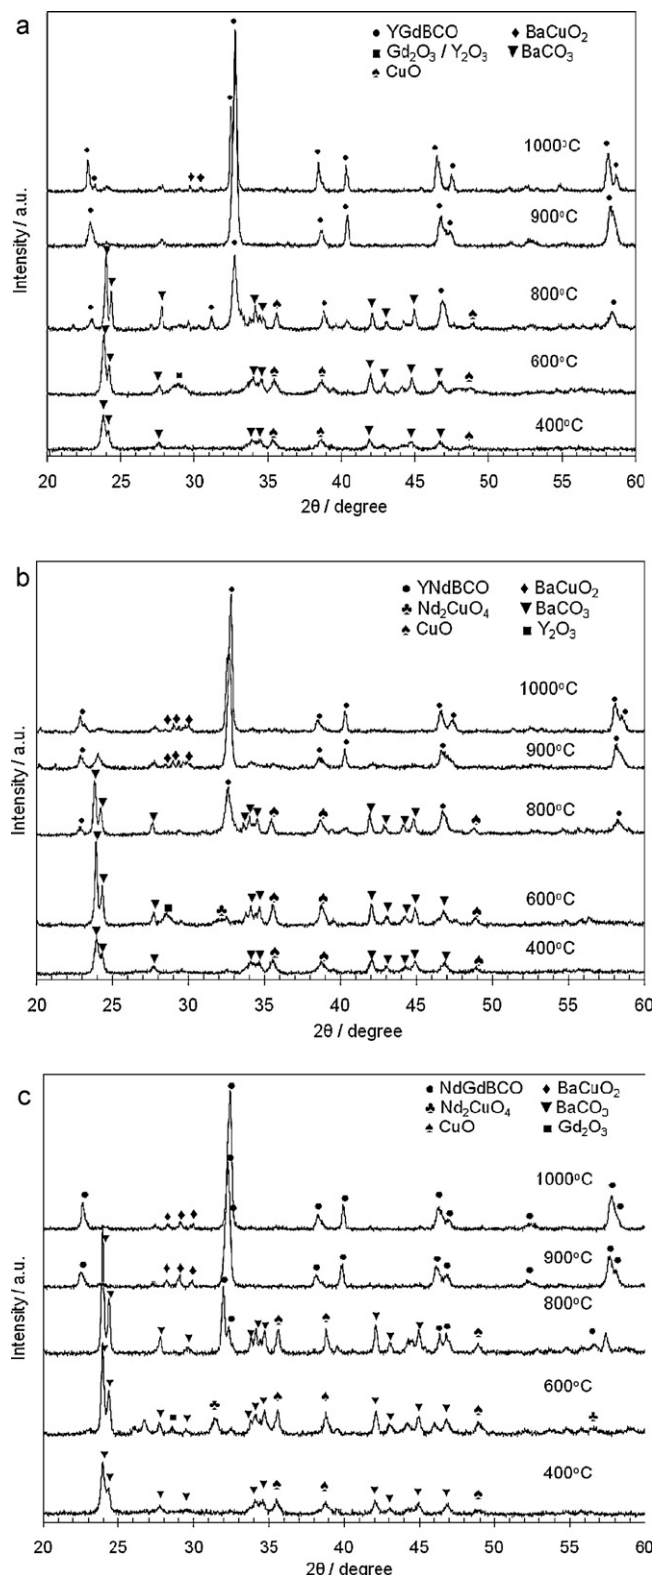 a
● YGdBCO ♦ BaCuO₂
■ Gd₂O₃ / Y₂O₃ ▼ BaCO₃
♠ CuO
1000°C
900°C
800°C
600°C
400°C
Intensity / a.u.
20 25 30 35 40 45 50 55 60
2θ / degree
b
● YNdBCO ♦ BaCuO₂
♣ Nd₂CuO₄ ▼ BaCO₃
♠ CuO ■ Y₂O₃
1000°C
900°C
800°C
600°C
400°C
Intensity / a.u.
20 25 30 35 40 45 50 55 60
2θ / degree
c
● NdGdBCO ♦ BaCuO₂
♣ Nd₂CuO₄ ▼ BaCO₃
♠ CuO ■ Gd₂O₃
1000°C
900°C
800°C
600°C
400°C
Intensity / a.u.
20 25 30 35 40 45 50 55 60
2θ / degree